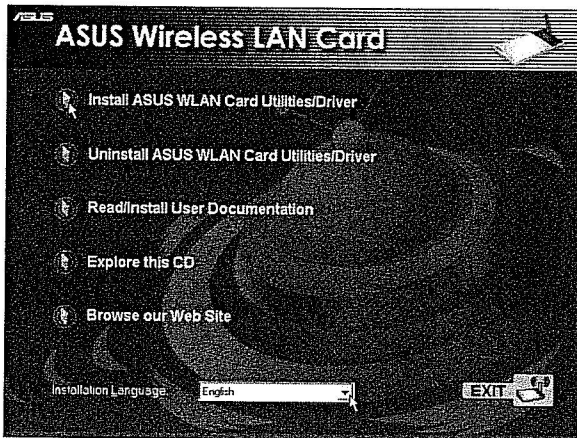 ASUS
ASUS Wireless LAN Card
Install ASUS WLAN Card Utilities/Driver
Uninstall ASUS WLAN Card Utilities/Driver
Read/Install User Documentation
Explore this CD
Browse our Web Site
Installation Language: English
EXIT